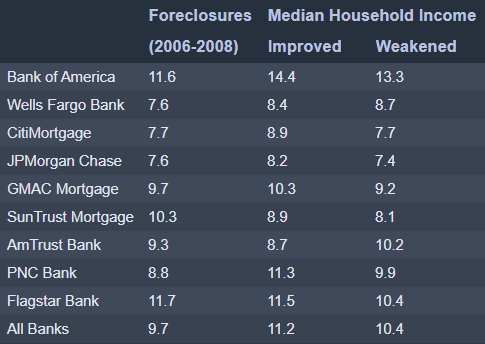 Foreclosures Median Household Income
(2006-2008) Improved Weakened
Bank of America 11.6 14.4 13.3
Wells Fargo Bank 7.6 8.4 8.7
CitiMortgage 7.7 8.9 7.7
JPMorgan Chase 7.6 8.2 7.4
GMAC Mortgage 9.7 10.3 9.2
SunTrust Mortgage 10.3 8.9 8.1
AmTrust Bank 9.3 8.7 10.2
PNC Bank 8.8 11.3 9.9
Flagstar Bank 11.7 11.5 10.4
All Banks 9.7 11.2 10.4